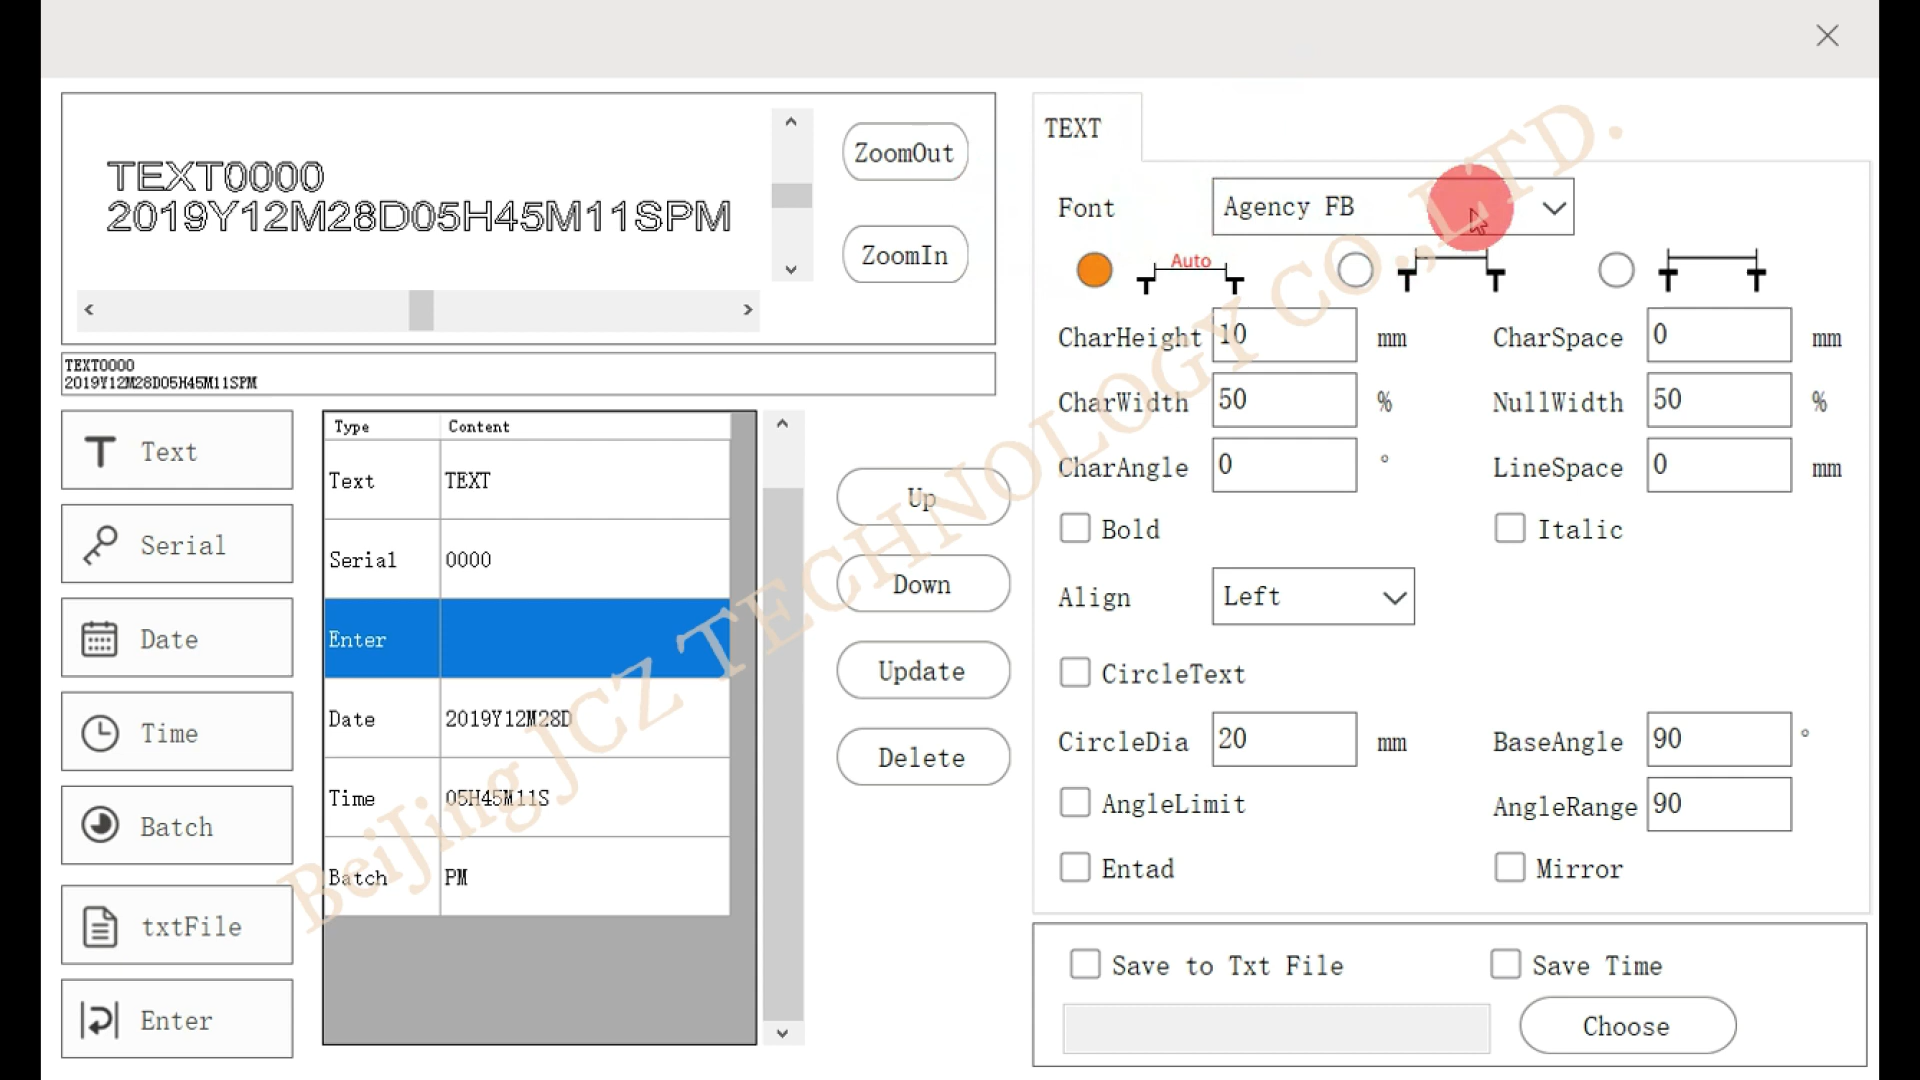 TEXT0000
2019Y12M28D05H45M11SPM
ZoomOut
ZoomIn
TEXT0000
2019Y12M28D05H45M11SPM
Text
Serial
Date
Time
Batch
txtFile
Enter
Type Content
Text TEXT
Serial 0000
Enter
Date 2019Y12M28D
Time 05H45M11S
Batch PM
Up
Down
Update
Delete
TEXT
Font Agency FB
Auto
CharHeight 10 mm CharSpace 0 mm
CharWidth 50 % NullWidth 50 %
CharAngle 0 ° LineSpace 0 mm
Bold Italic
Align Left
CircleText
CircleDia 20 mm BaseAngle 90 °
AngleLimit AngleRange 90
Entad Mirror
Save to Txt File Save Time
Choose
BeiJing JCZ TECHNOLOGY CO.,LTD.